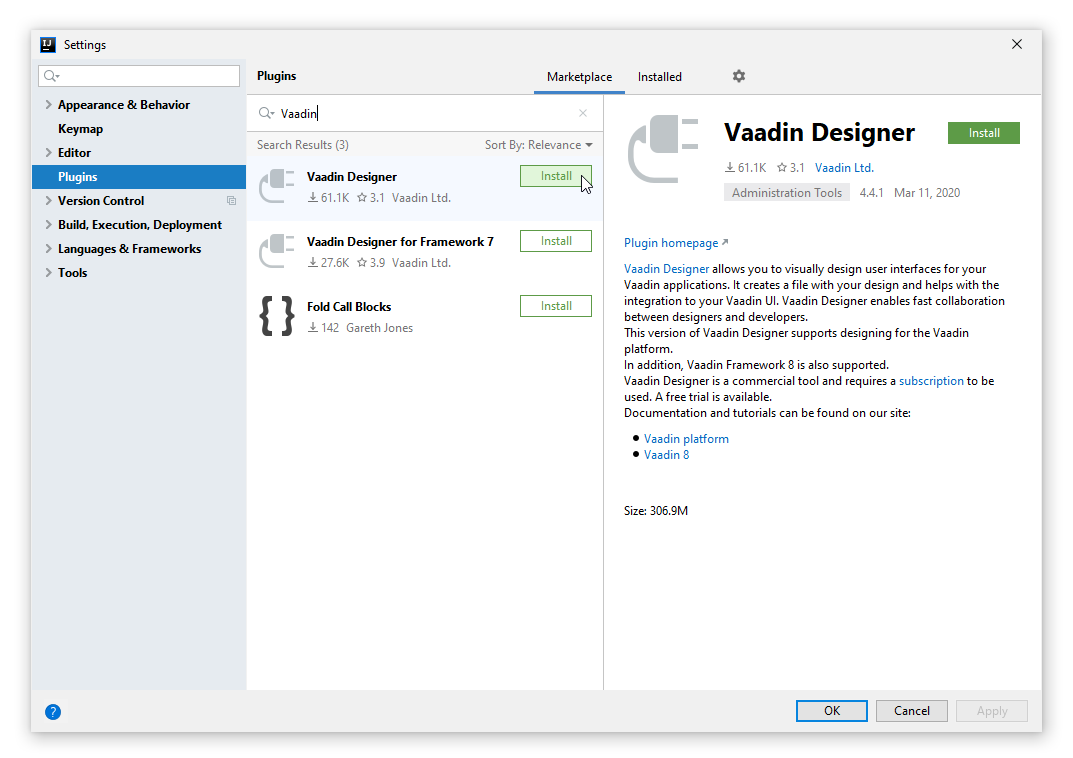 IJ
Settings
Appearance & Behavior
Keymap
Editor
Plugins
Version Control
Build, Execution, Deployment
Languages & Frameworks
Tools
Plugins
Marketplace
Installed
Vaadin
Search Results (3)
Sort By: Relevance
Vaadin Designer
61.1K 3.1 Vaadin Ltd.
Install
Vaadin Designer for Framework 7
27.6K 3.9 Vaadin Ltd.
Install
{ }
Fold Call Blocks
142 Gareth Jones
Install
Vaadin Designer
Install
61.1K 3.1 Vaadin Ltd.
Administration Tools 4.4.1 Mar 11, 2020
Plugin homepage
Vaadin Designer allows you to visually design user interfaces for your
Vaadin applications. It creates a file with your design and helps with the
integration to your Vaadin UI. Vaadin Designer enables fast collaboration
between designers and developers.
This version of Vaadin Designer supports designing for the Vaadin
platform.
In addition, Vaadin Framework 8 is also supported.
Vaadin Designer is a commercial tool and requires a subscription to be
used. A free trial is available.
Documentation and tutorials can be found on our site:
Vaadin platform
Vaadin 8
Size: 306.9M
?
OK
Cancel
Apply